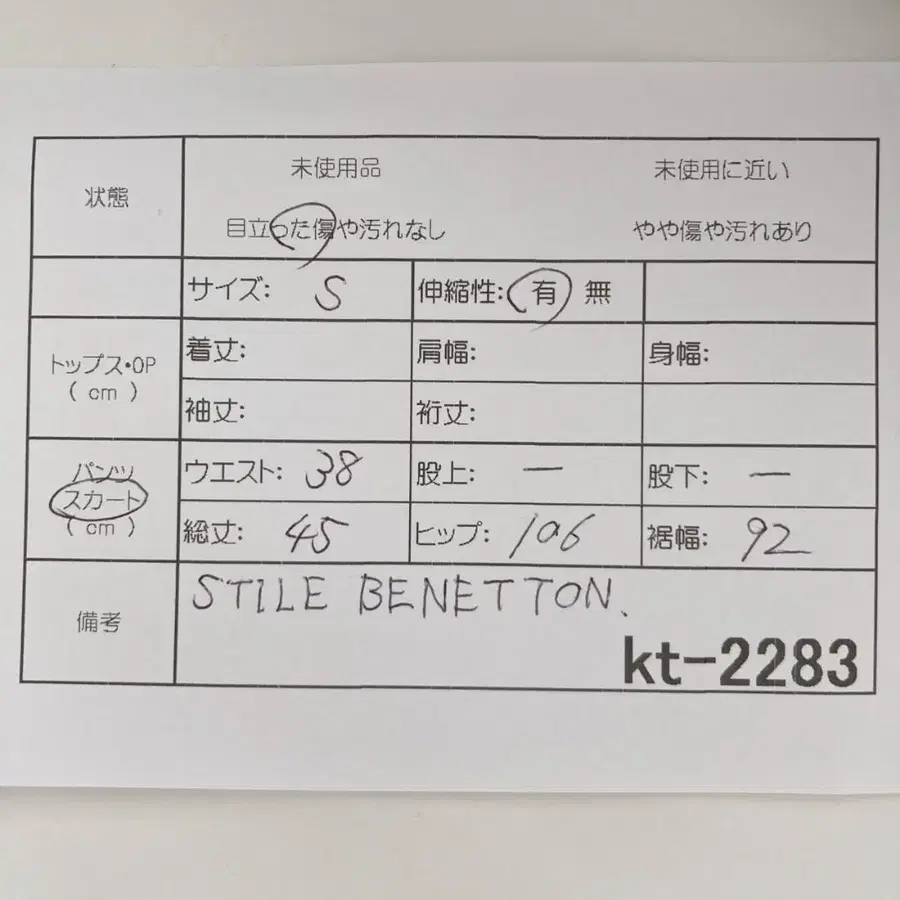 状態
未使用品 未使用に近い
目立った傷や汚れなし やや傷や汚れあり
サイズ: S 伸縮性: 有 無
トップス・OP
( cm )
着丈: 肩幅: 身幅:
袖丈: 裄丈:
パンツ
スカート
( cm )
ウエスト: 38 股上: — 股下: —
総丈: 45 ヒップ: 106 裾幅: 92
備考
STILE BENETTON.
kt-2283